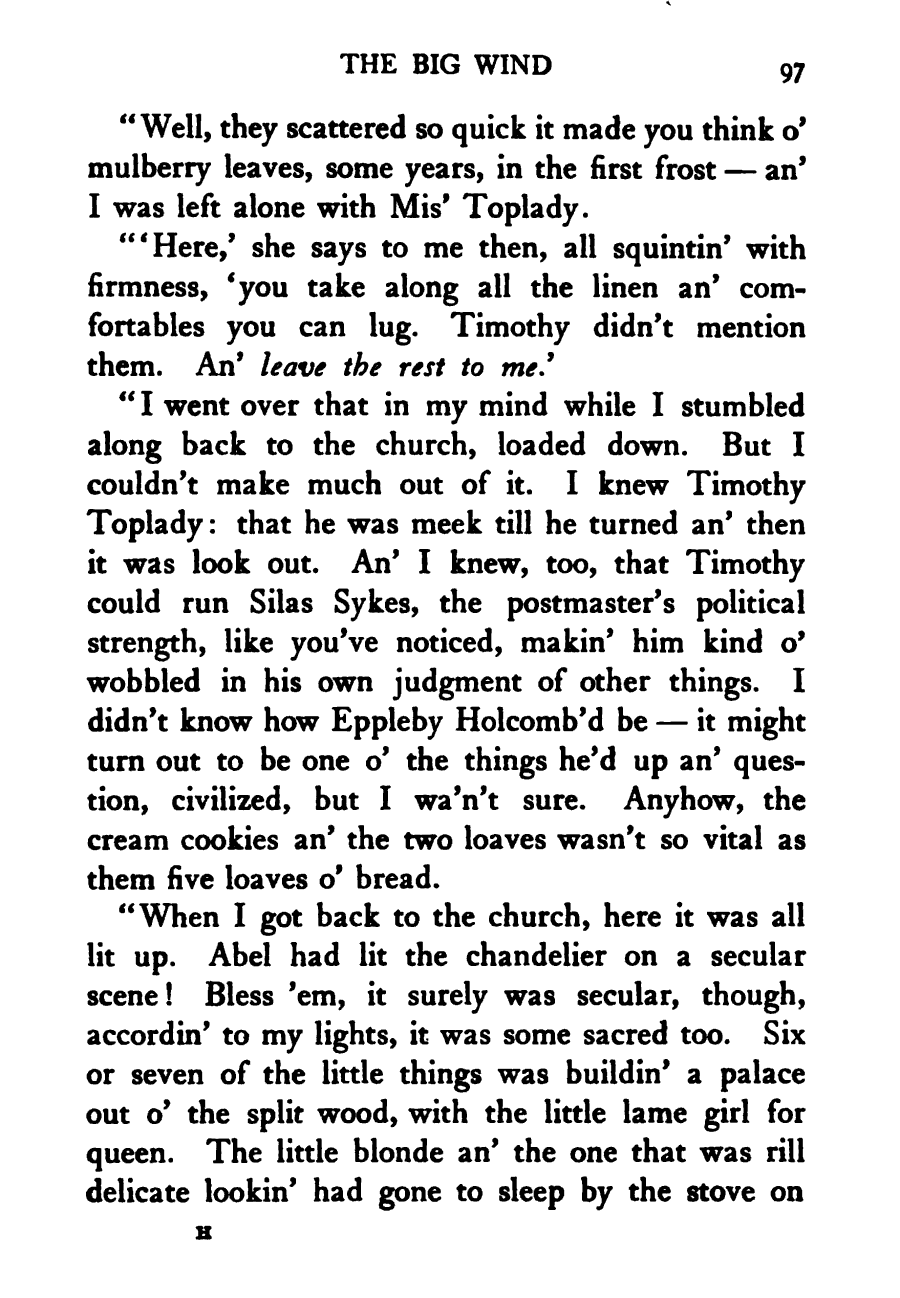 THE BIG WIND 97
“Well, they scattered so quick it made you think o’
mulberry leaves, some years, in the first frost — an’
I was left alone with Mis’ Toplady.
“‘Here,’ she says to me then, all squintin’ with
firmness, ‘you take along all the linen an’ com-
fortables you can lug. Timothy didn’t mention
them. An’ leave the rest to me.’
“I went over that in my mind while I stumbled
along back to the church, loaded down. But I
couldn’t make much out of it. I knew Timothy
Toplady: that he was meek till he turned an’ then
it was look out. An’ I knew, too, that Timothy
could run Silas Sykes, the postmaster’s political
strength, like you’ve noticed, makin’ him kind o’
wobbled in his own judgment of other things. I
didn’t know how Eppleby Holcomb’d be — it might
turn out to be one o’ the things he’d up an’ ques-
tion, civilized, but I wa’n’t sure. Anyhow, the
cream cookies an’ the two loaves wasn’t so vital as
them five loaves o’ bread.
“When I got back to the church, here it was all
lit up. Abel had lit the chandelier on a secular
scene! Bless ’em, it surely was secular, though,
accordin’ to my lights, it was some sacred too. Six
or seven of the little things was buildin’ a palace
out o’ the split wood, with the little lame girl for
queen. The little blonde an’ the one that was rill
delicate lookin’ had gone to sleep by the stove on
H